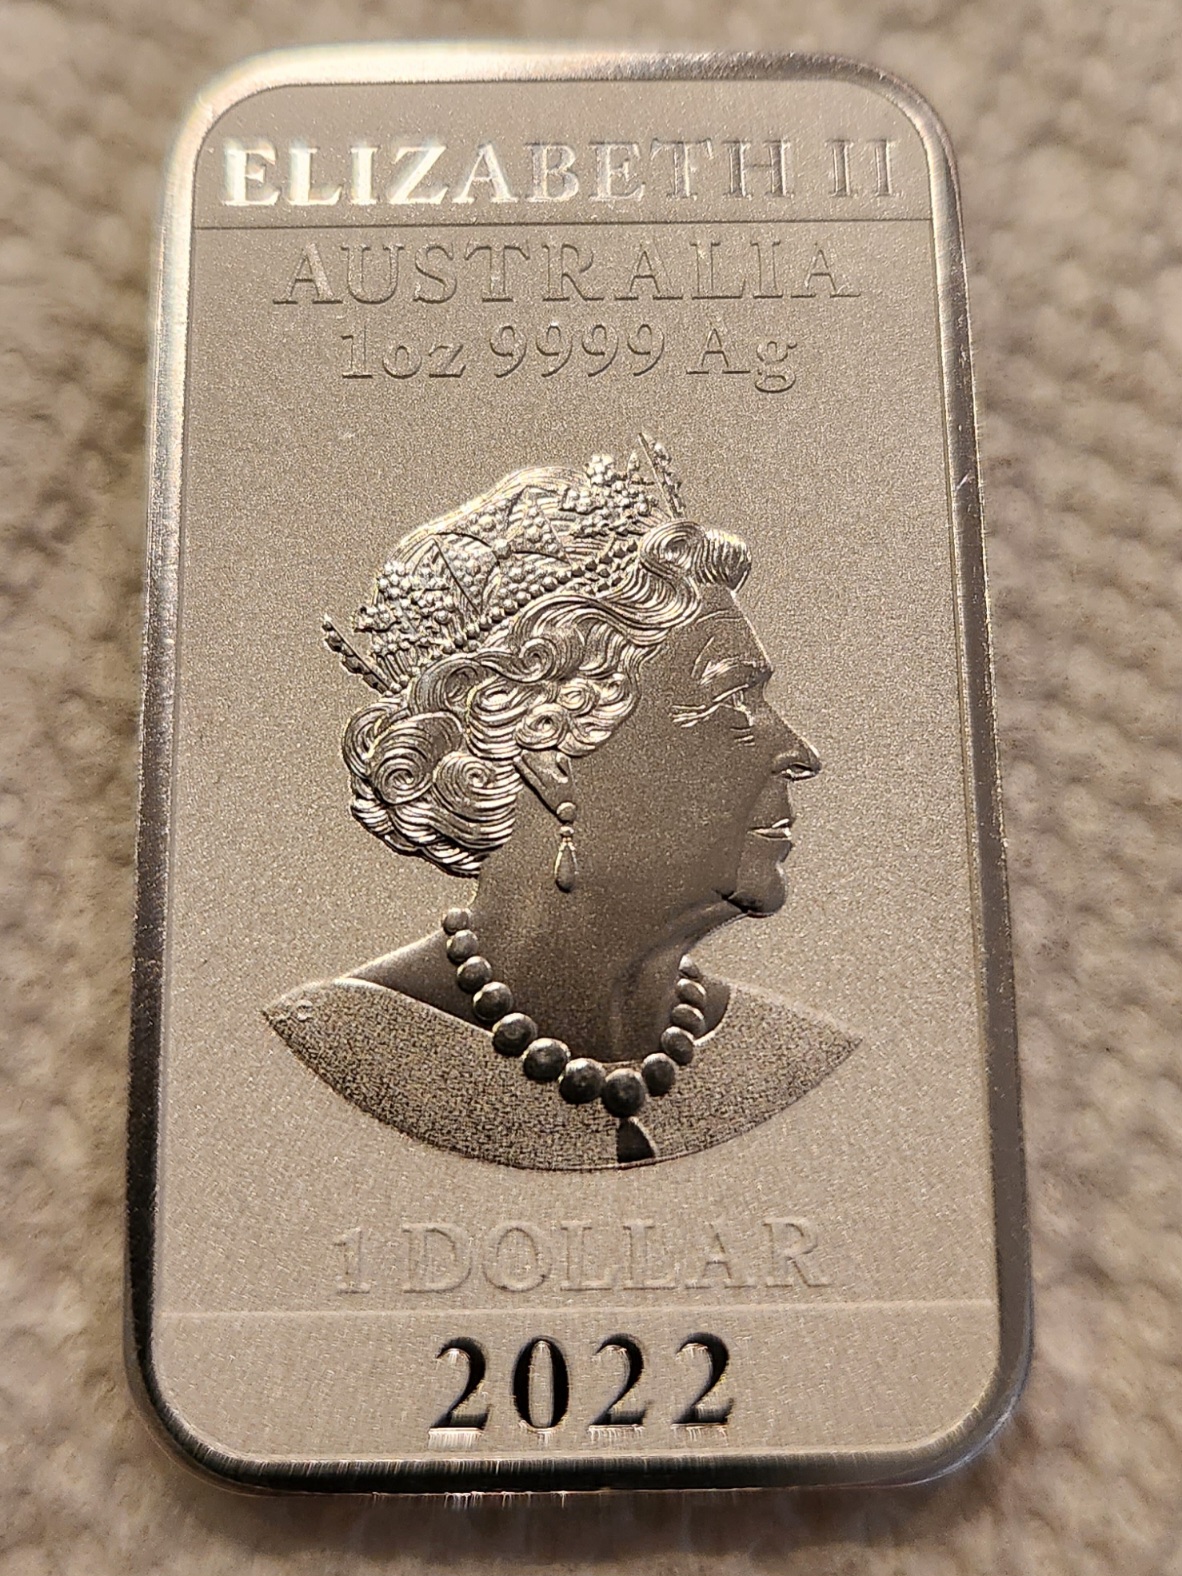 ELIZABETH II
AUSTRALIA
1oz 9999 Ag
1 DOLLAR
2022